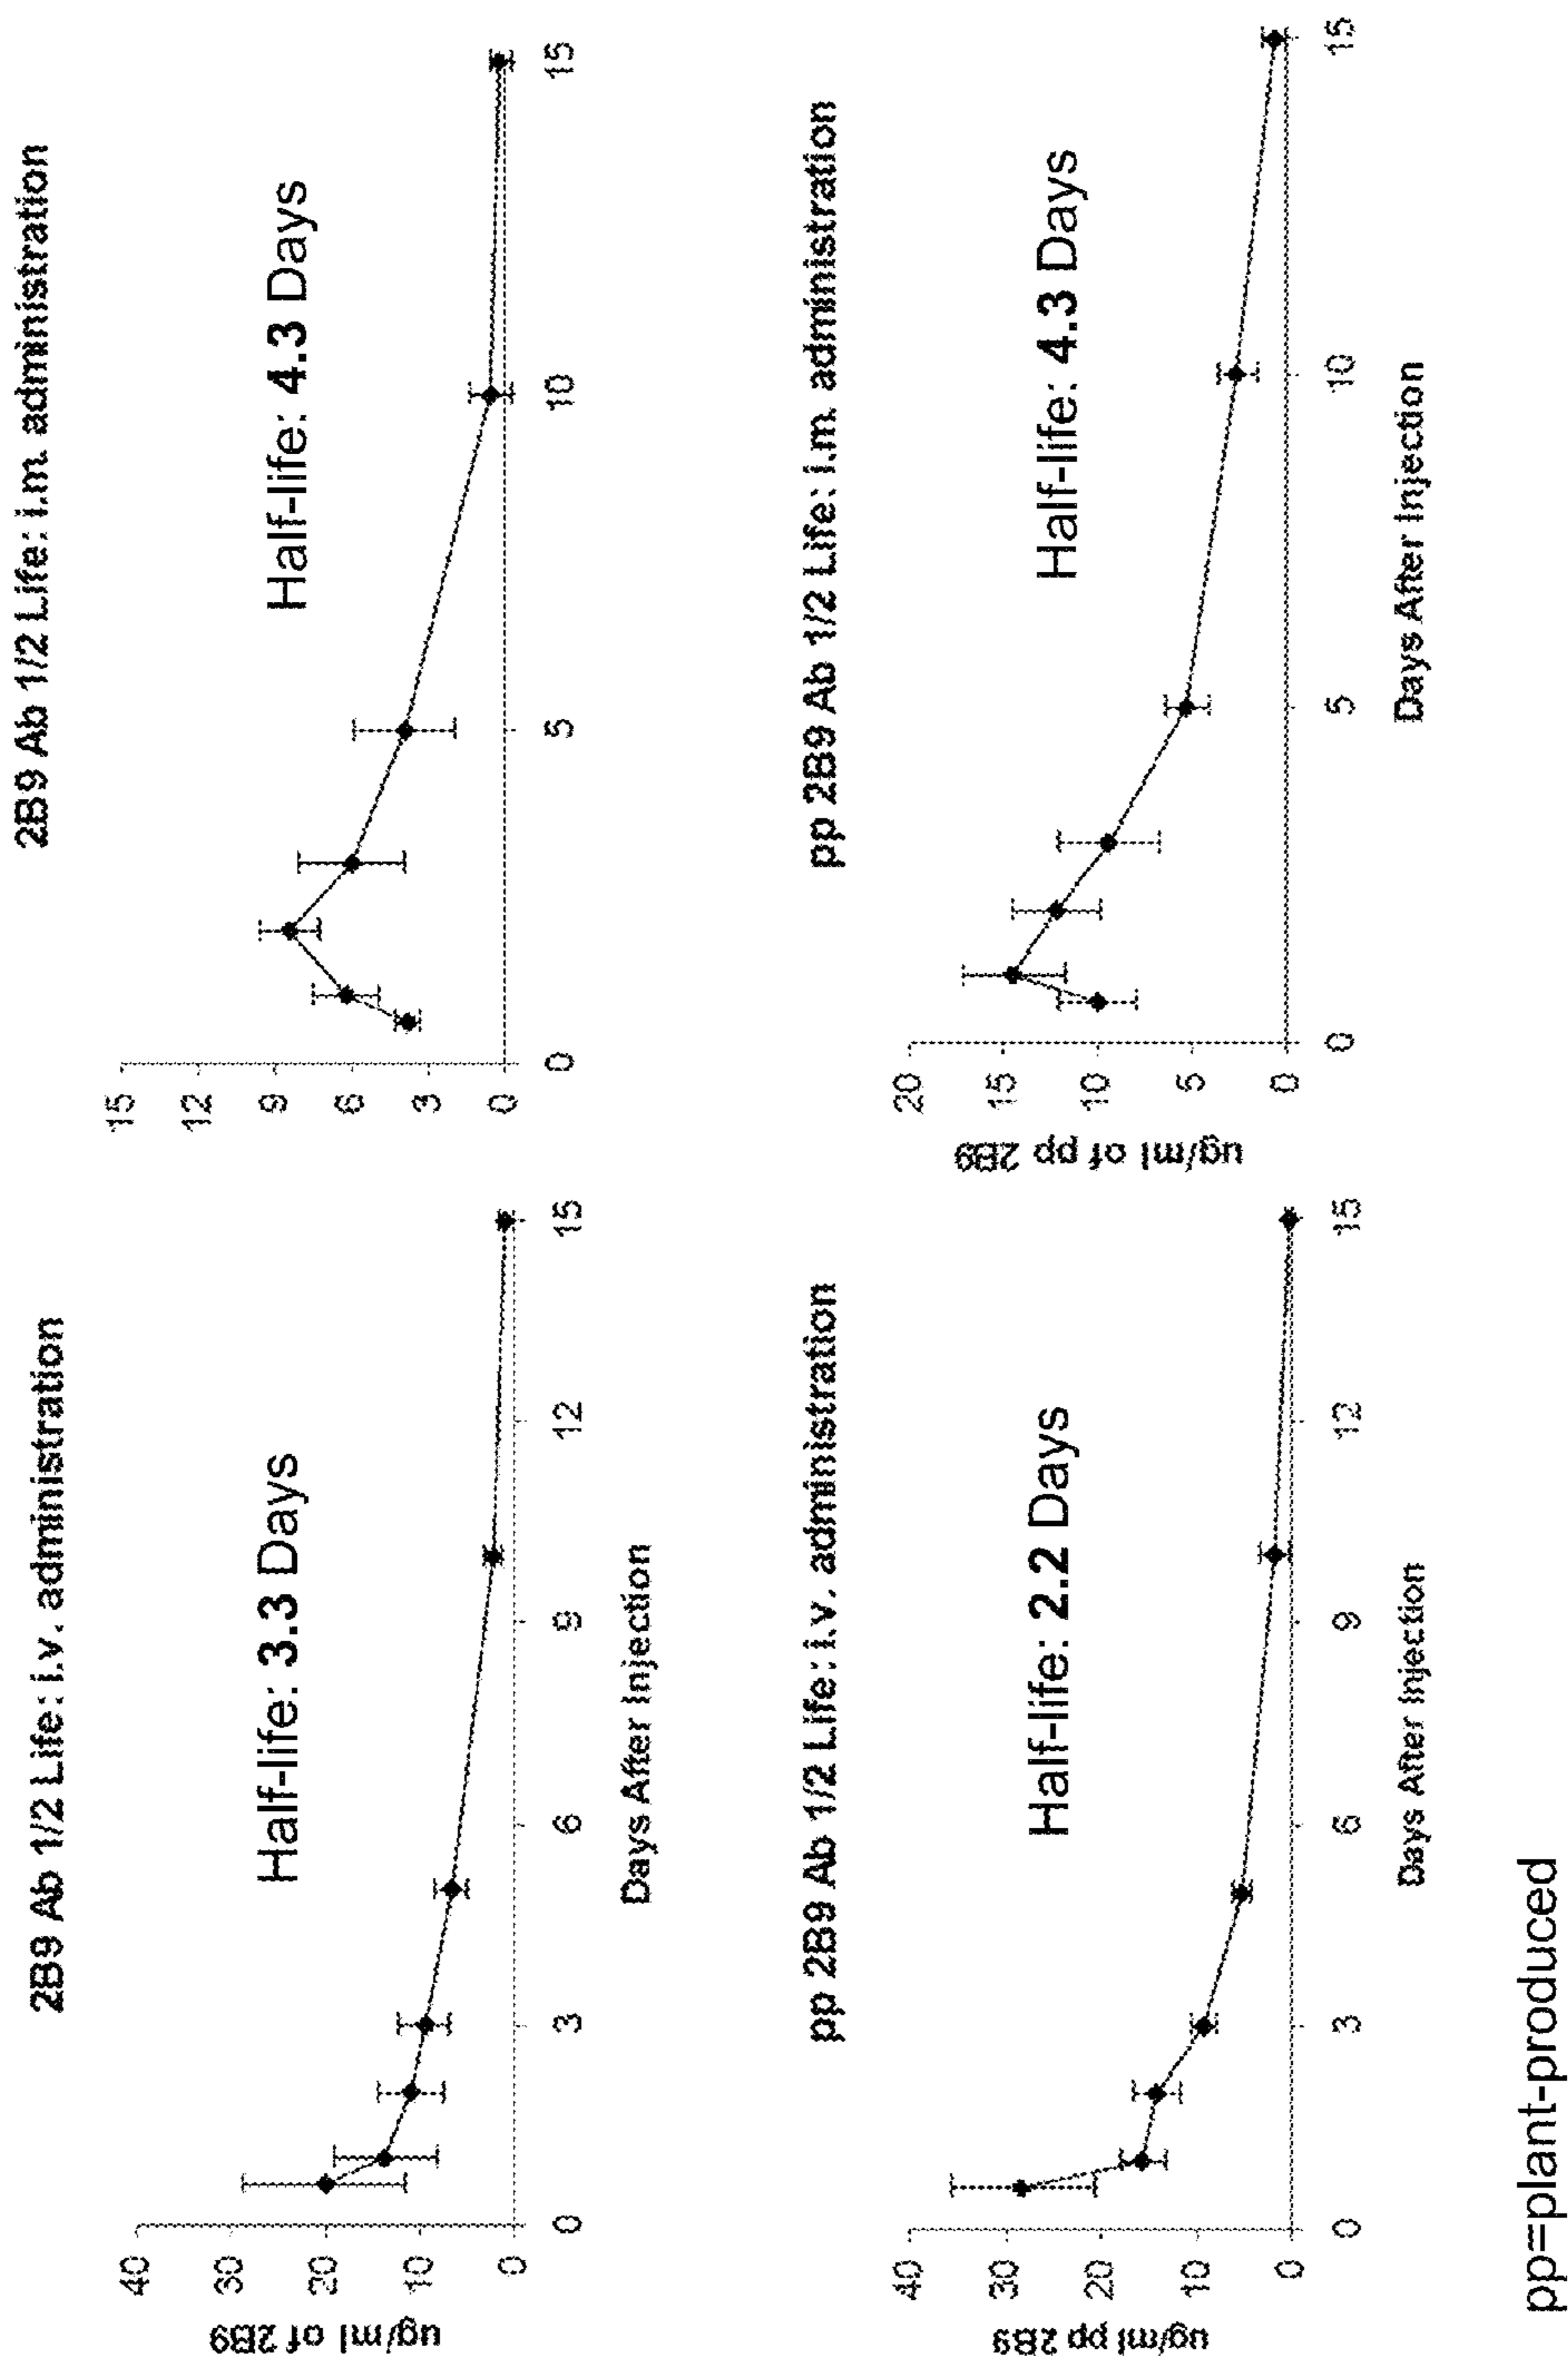 2B9 Ab 1/2 Life: i.v. administration
Half-life: 3.3 Days
ug/ml of 2B9
40
30
20
10
0
0 3 6 9 12 15
Days After Injection
2B9 Ab 1/2 Life: i.m. administration
Half-life: 4.3 Days
15
12
9
6
3
0
0 5 10 15
pp 2B9 Ab 1/2 Life: i.v. administration
Half-life: 2.2 Days
ug/ml pp 2B9
40
30
20
10
0
0 3 6 9 12 15
Days After Injection
pp 2B9 Ab 1/2 Life: i.m. administration
Half-life: 4.3 Days
ug/ml of pp 2B9
20
15
10
5
0
0 5 10 15
Days After Injection
pp=plant-produced